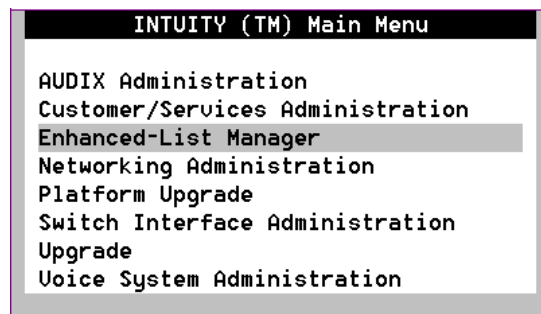 INTUITY (TM) Main Menu
AUDIX Administration
Customer/Services Administration
Enhanced-List Manager
Networking Administration
Platform Upgrade
Switch Interface Administration
Upgrade
Voice System Administration